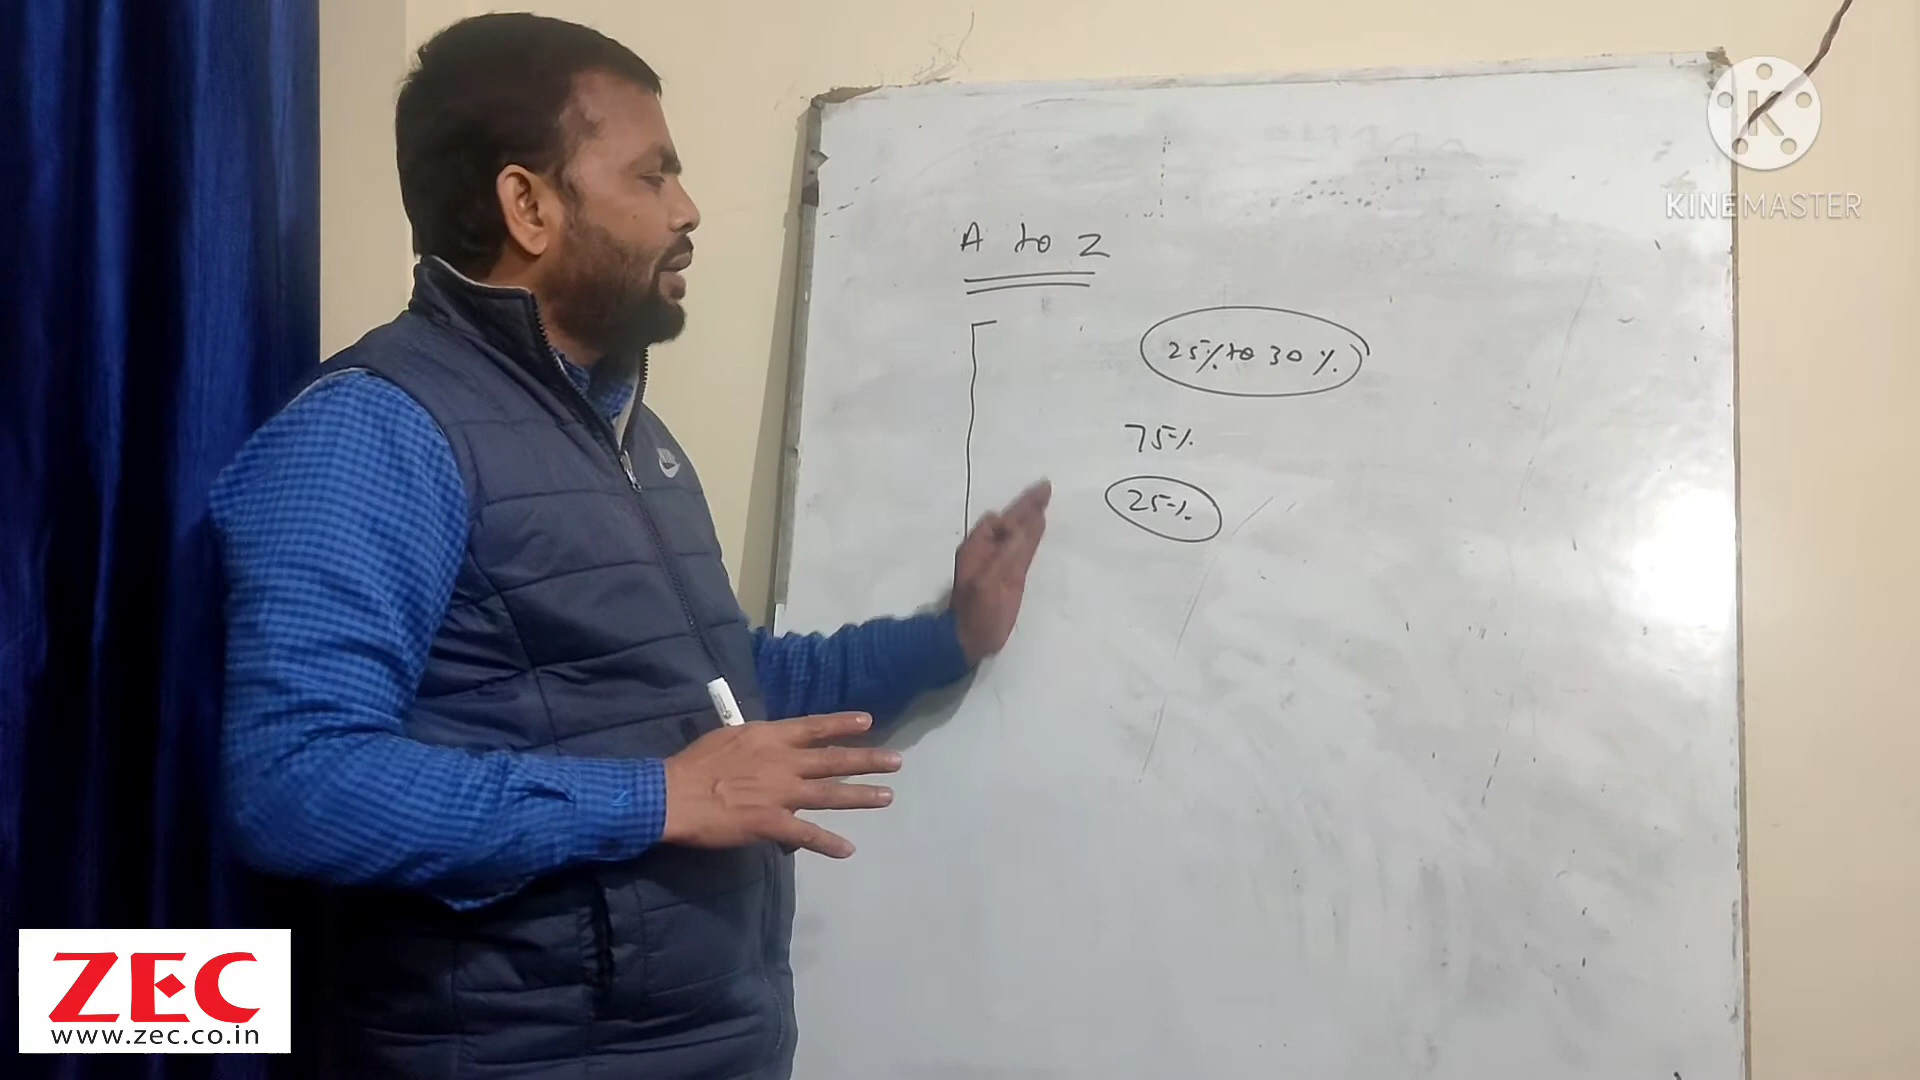 KINEMASTER
A to Z
25% to 30%
75%
25%
ZEC
www.zec.co.in